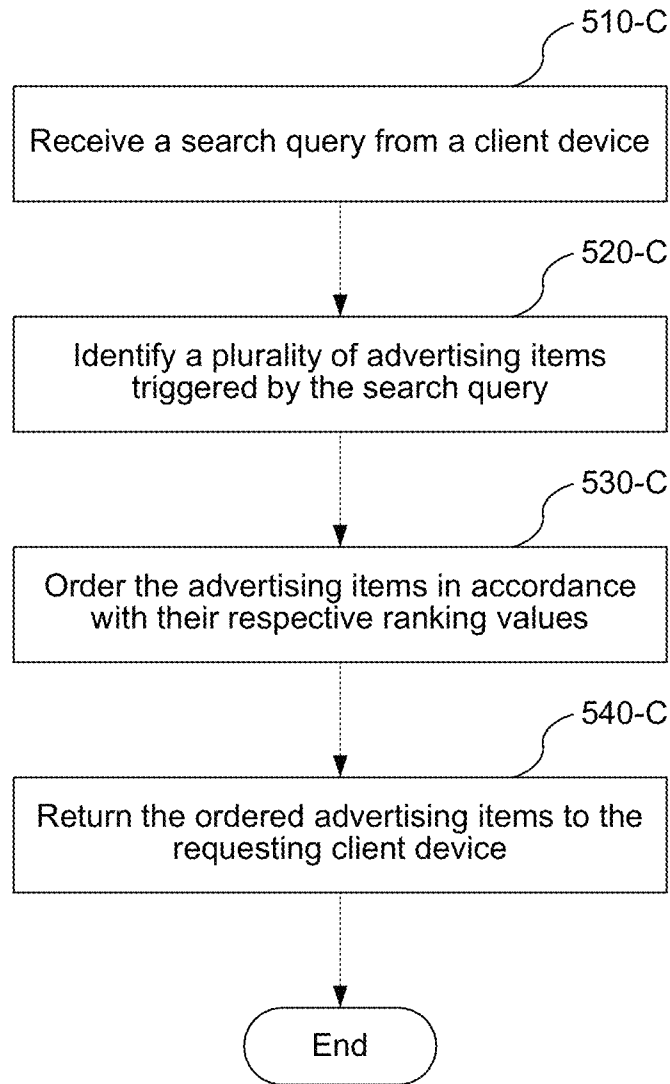 510-C
Receive a search query from a client device
520-C
Identify a plurality of advertising items
triggered by the search query
530-C
Order the advertising items in accordance
with their respective ranking values
540-C
Return the ordered advertising items to the
requesting client device
End